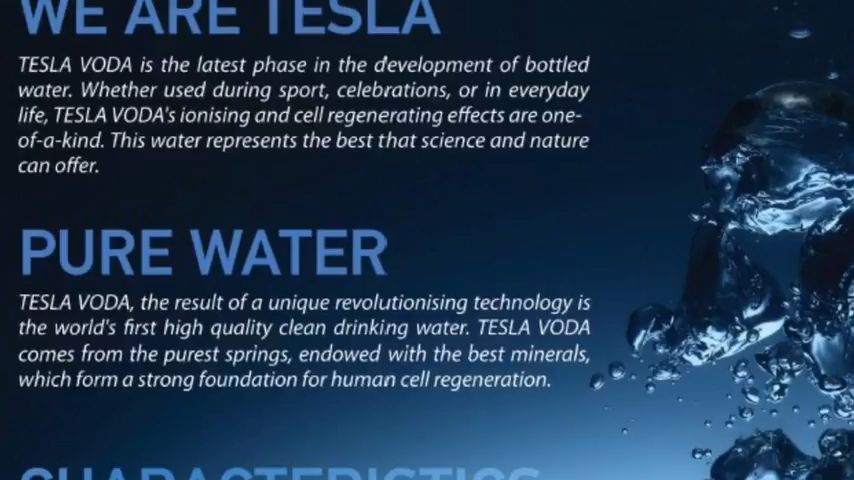 WE ARE TESLA
TESLA VODA is the latest phase in the development of bottled
water. Whether used during sport, celebrations, or in everyday
life, TESLA VODA's ionising and cell regenerating effects are one-
of-a-kind. This water represents the best that science and nature
can offer.
PURE WATER
TESLA VODA, the result of a unique revolutionising technology is
the world's first high quality clean drinking water. TESLA VODA
comes from the purest springs, endowed with the best minerals,
which form a strong foundation for human cell regeneration.
CHARACTERISTICS